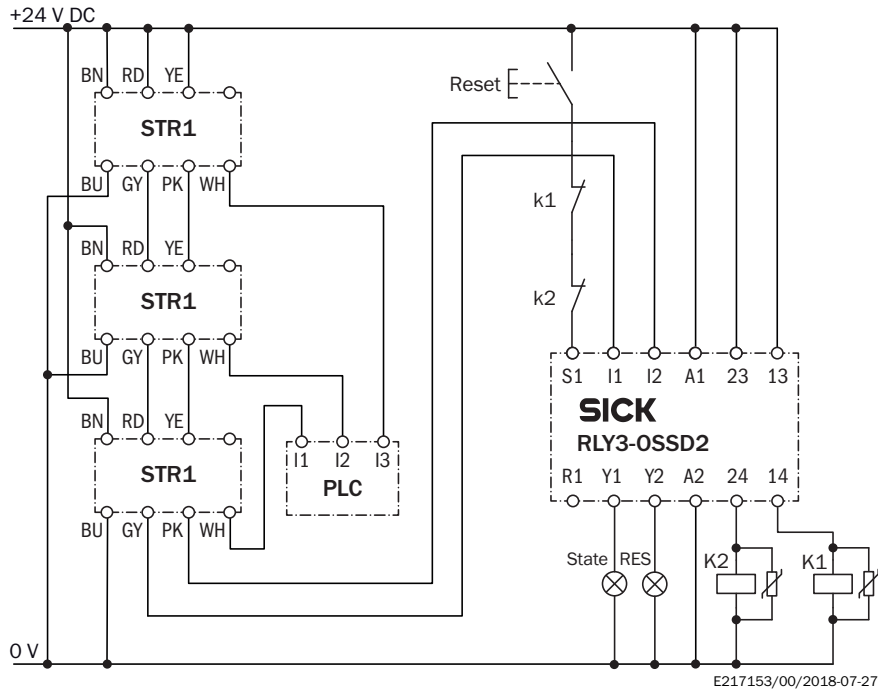 +24 V DC
BN RD YE
STR1
BU GY PK WH
BN RD YE
STR1
BU GY PK WH
BN RD YE
STR1
BU GY PK WH
I1 I2 I3
PLC
Reset
k1
k2
S1 I1 I2 A1 23 13
SICK
RLY3-OSSD2
R1 Y1 Y2 A2 24 14
State RES K2 K1
0 V
E217153/00/2018-07-27